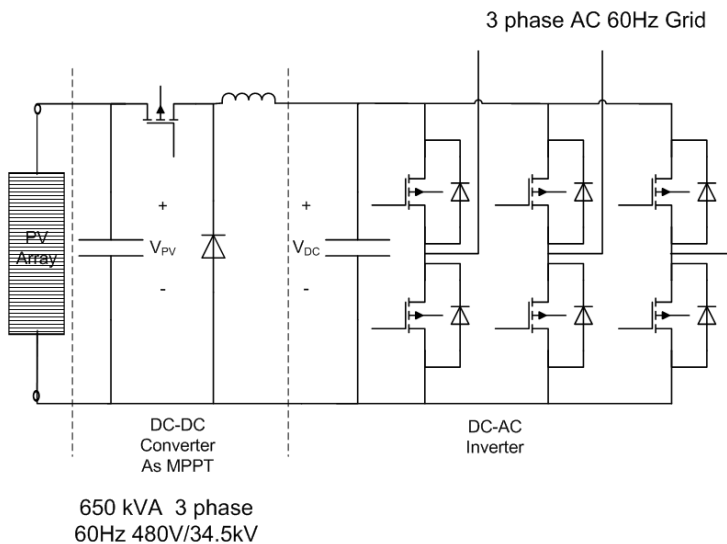 3 phase AC 60Hz Grid
PV
Array
+
VPV
-
+
VDC
-
DC-DC
Converter
As MPPT
DC-AC
Inverter
650 kVA 3 phase
60Hz 480V/34.5kV